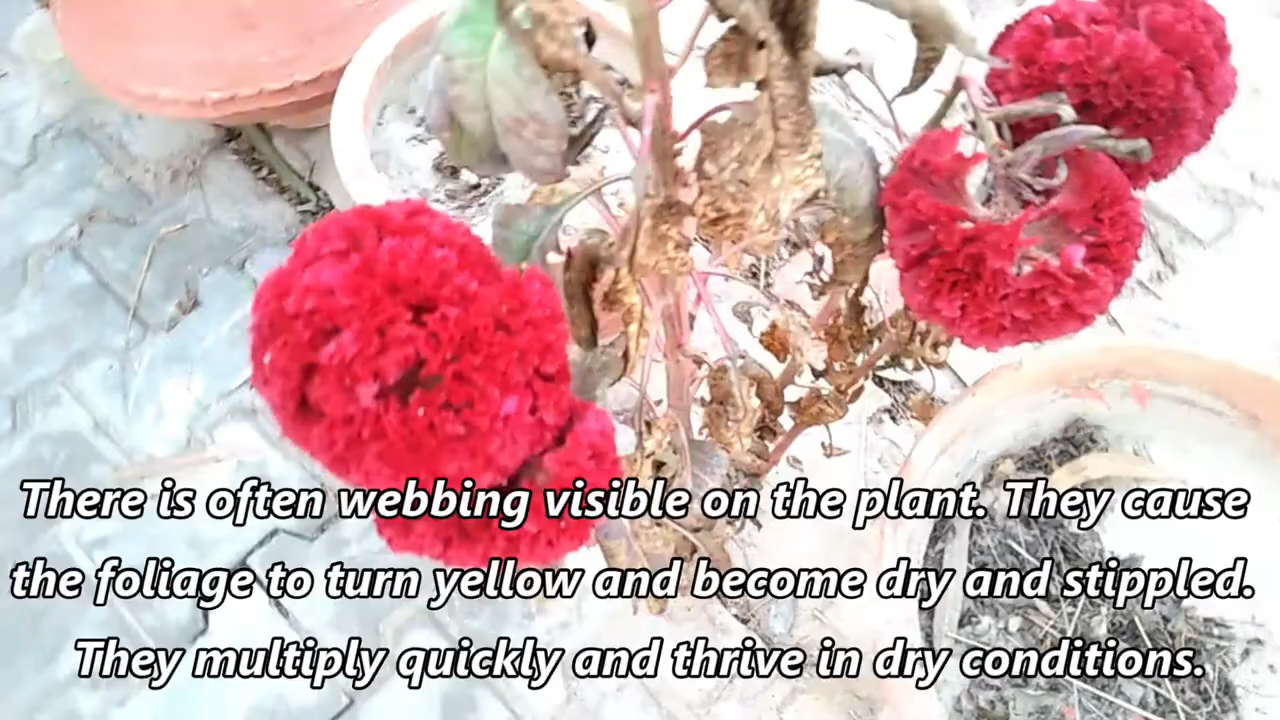 There is often webbing visible on the plant. They cause
the foliage to turn yellow and become dry and stippled.
They multiply quickly and thrive in dry conditions.